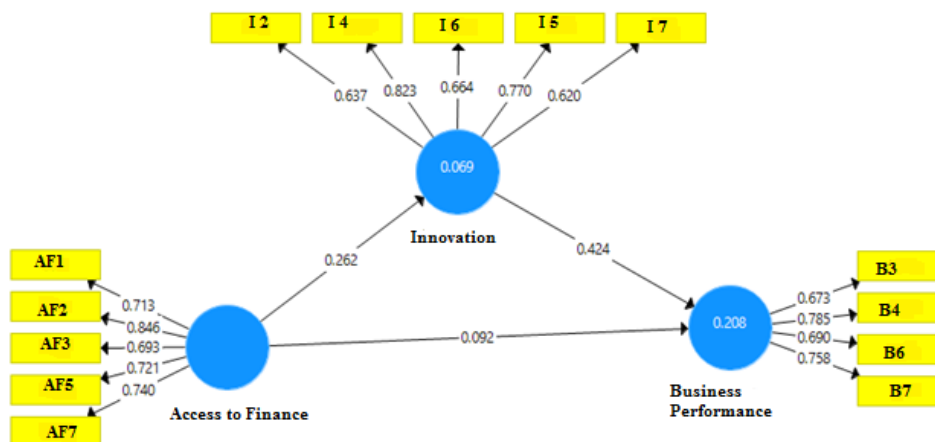 I 2
I 4
I 6
I 5
I 7
0.637
0.823
0.664
0.770
0.620
0.069
Innovation
0.262
0.424
AF1
AF2
AF3
AF5
AF7
0.713
0.846
0.693
0.721
0.740
Access to Finance
0.092
0.208
Business
Performance
0.673
0.785
0.690
0.758
B3
B4
B6
B7